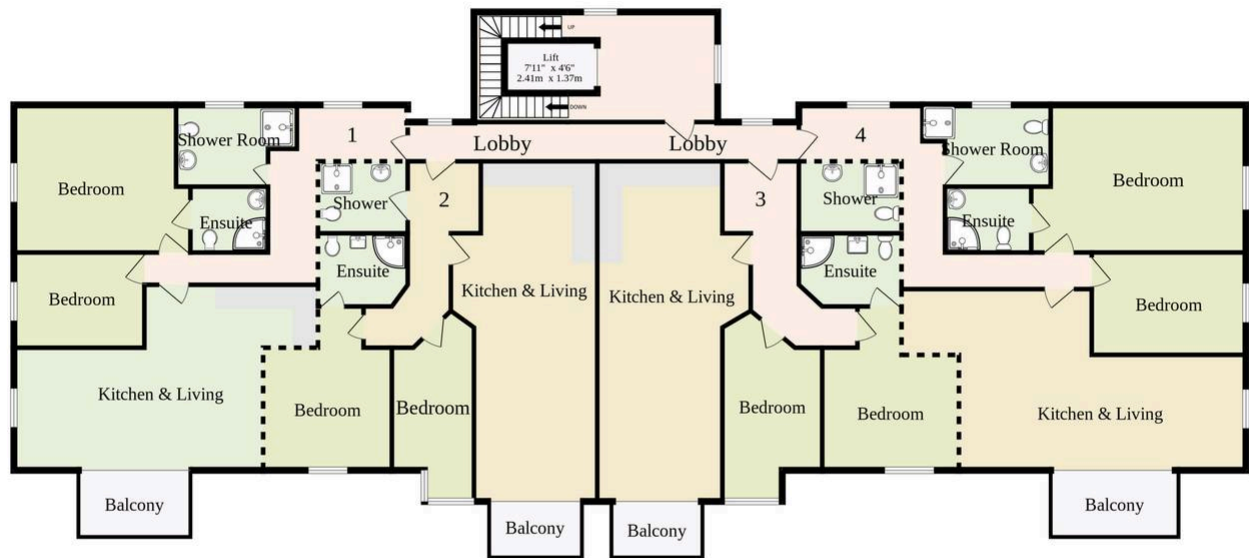 UP
Lift
7'11" x 4'6"
2.41m x 1.37m
DOWN
1
Lobby
Lobby
4
Shower Room
Shower Room
Bedroom
Bedroom
Ensuite
Shower
2
3
Shower
Ensuite
Ensuite
Ensuite
Bedroom
Kitchen & Living
Kitchen & Living
Bedroom
Kitchen & Living
Bedroom
Bedroom
Bedroom
Bedroom
Kitchen & Living
Balcony
Balcony
Balcony
Balcony